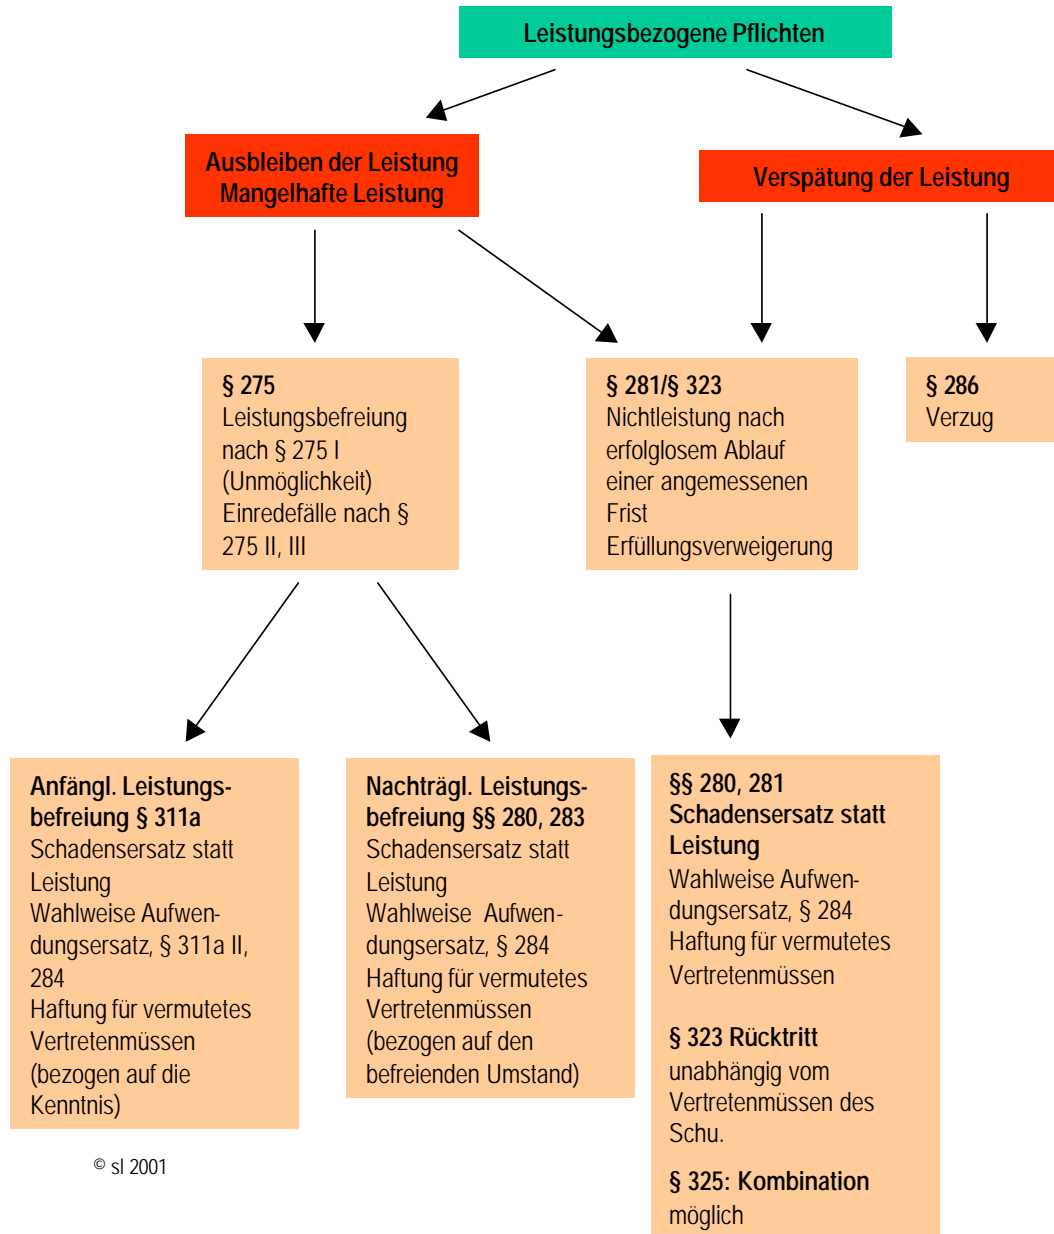 Leistungsbezogene Pflichten
Ausbleiben der Leistung
Mangelhafte Leistung
Verspätung der Leistung
§ 275
Leistungsbefreiung
nach § 275 I
(Unmöglichkeit)
Einredefälle nach §
275 II, III
§ 281/§ 323
Nichtleistung nach
erfolglosem Ablauf
einer angemessenen
Frist
Erfüllungsverweigerung
§ 286
Verzug
Anfängl. Leistungs-
befreiung § 311a
Schadensersatz statt
Leistung
Wahlweise Aufwen-
dungsersatz, § 311a II,
284
Haftung für vermutetes
Vertretenmüssen
(bezogen auf die
Kenntnis)
Nachträgl. Leistungs-
befreiung §§ 280, 283
Schadensersatz statt
Leistung
Wahlweise Aufwen-
dungsersatz, § 284
Haftung für vermutetes
Vertretenmüssen
(bezogen auf den
befreienden Umstand)
§§ 280, 281
Schadensersatz statt
Leistung
Wahlweise Aufwen-
dungsersatz, § 284
Haftung für vermutetes
Vertretenmüssen
§ 323 Rücktritt
unabhängig vom
Vertretenmüssen des
Schu.
§ 325: Kombination
möglich
© sl 2001